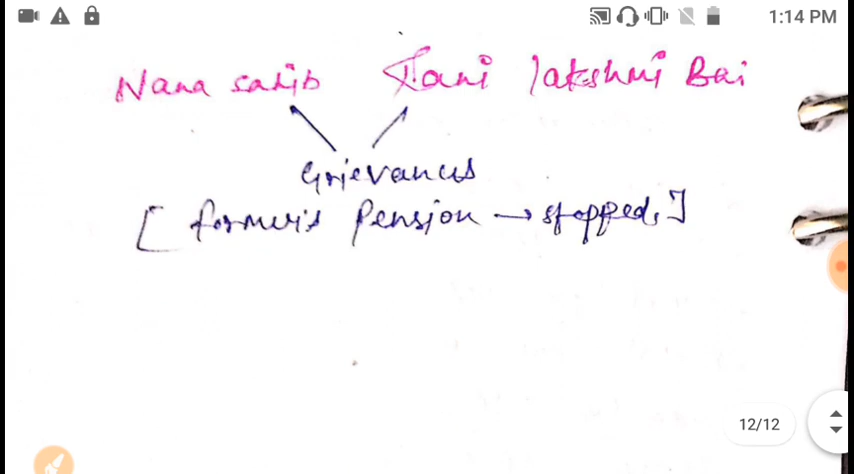 1:14 PM
Nana Sahib Rani lakshmi Bai
Grievances
[ former's Pension → stopped. ]
12/12